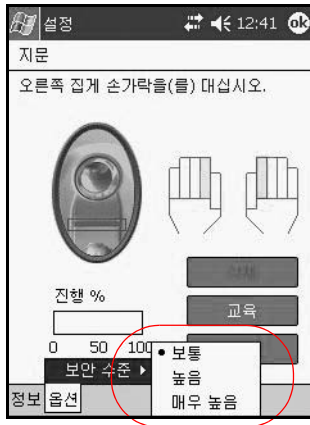 설정 12:41 ok
지문
오른쪽 집게 손가락을(를) 대십시오.
삭제
진행 %
교육
0 50 100
보안 수준
보통
높음
매우 높음
정보 옵션